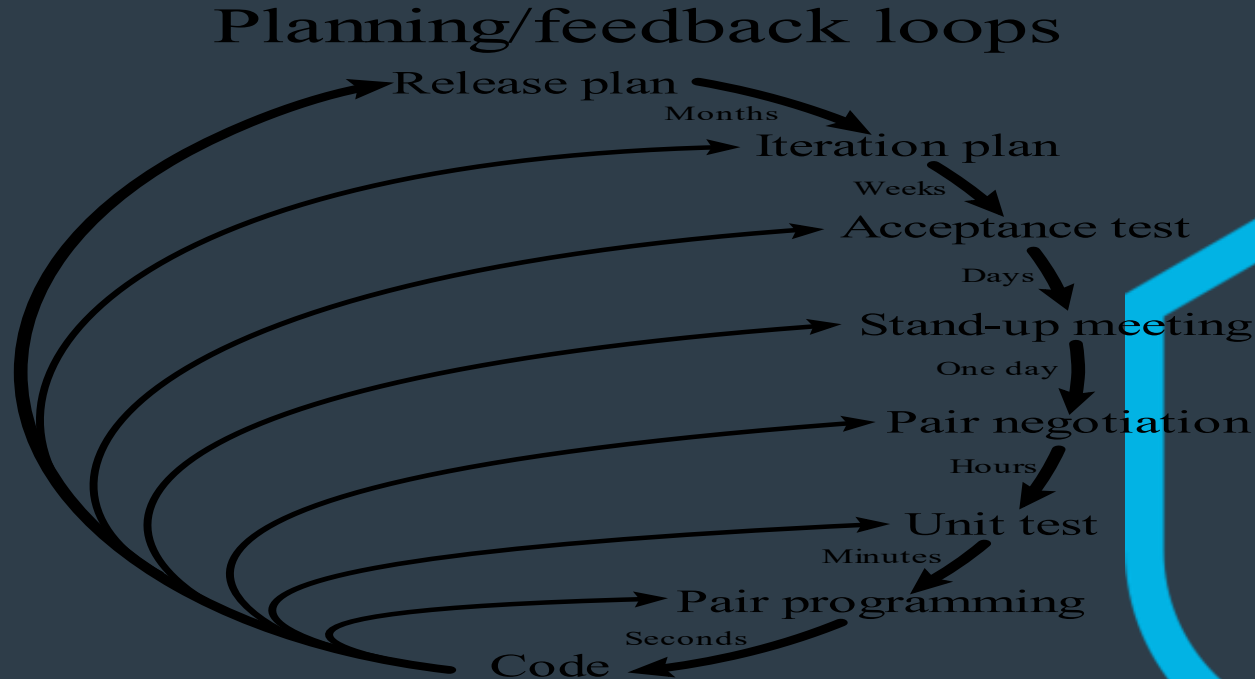 Planning/feedback loops
Release plan
Months
Iteration plan
Weeks
Acceptance test
Days
Stand-up meeting
One day
Pair negotiation
Hours
Unit test
Minutes
Pair programming
Seconds
Code